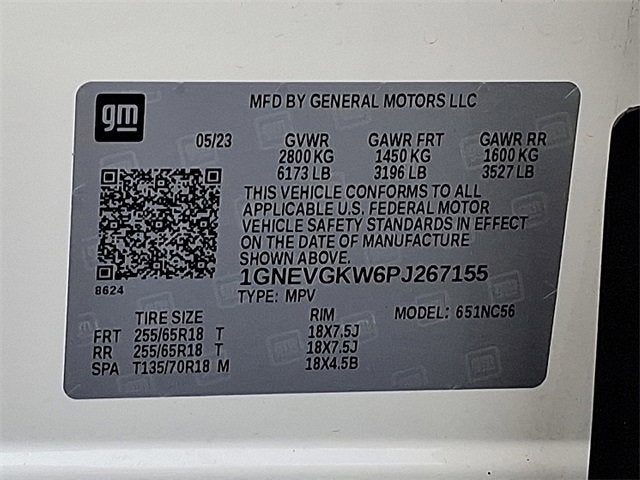 gm
MFD BY GENERAL MOTORS LLC
05/23 GVWR GAWR FRT GAWR RR
2800 KG 1450 KG 1600 KG
6173 LB 3196 LB 3527 LB
THIS VEHICLE CONFORMS TO ALL
APPLICABLE U.S. FEDERAL MOTOR
VEHICLE SAFETY STANDARDS IN EFFECT
ON THE DATE OF MANUFACTURE
SHOWN ABOVE.
8624
1GNEVGKW6PJ267155
TYPE: MPV MODEL: 651NC56
TIRE SIZE RIM
FRT 255/65R18 T 18X7.5J
RR 255/65R18 T 18X7.5J
SPA T135/70R18 M 18X4.5B